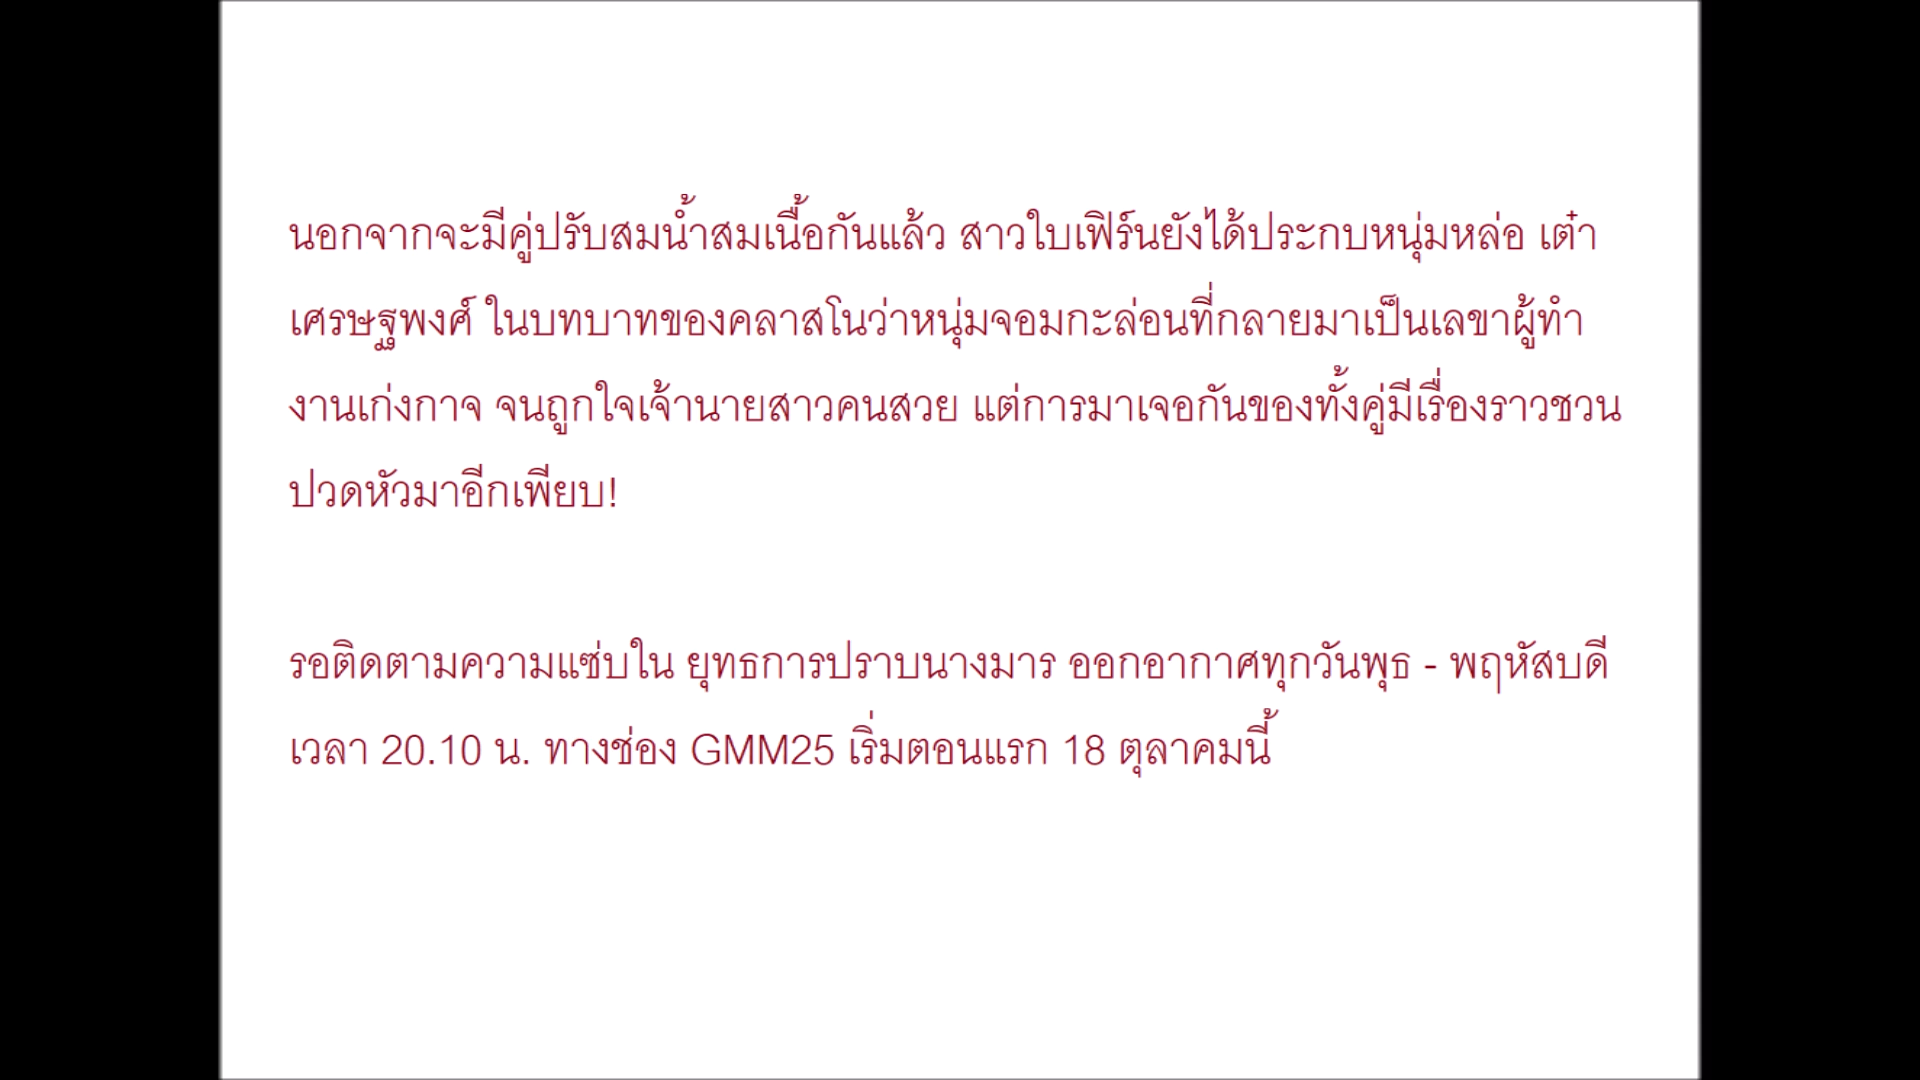 นอกจากจะมีคู่ปรับสมน้ำสมเนื้อกันแล้ว สาวใบเฟิร์นยังได้ประกบหนุ่มหล่อ เต๋า
เศรษฐพงศ์ ในบทบาทของคลาสโนว่าหนุ่มจอมกะล่อนที่กลายมาเป็นเลขาผู้ทำ
งานเก่งกาจ จนถูกใจเจ้านายสาวคนสวย แต่การมาเจอกันของทั้งคู่มีเรื่องราวชวน
ปวดหัวมาอีกเพียบ!
รอติดตามความแซ่บใน ยุทธการปราบนางมาร ออกอากาศทุกวันพุธ - พฤหัสบดี
เวลา 20.10 น. ทางช่อง GMM25 เริ่มตอนแรก 18 ตุลาคมนี้